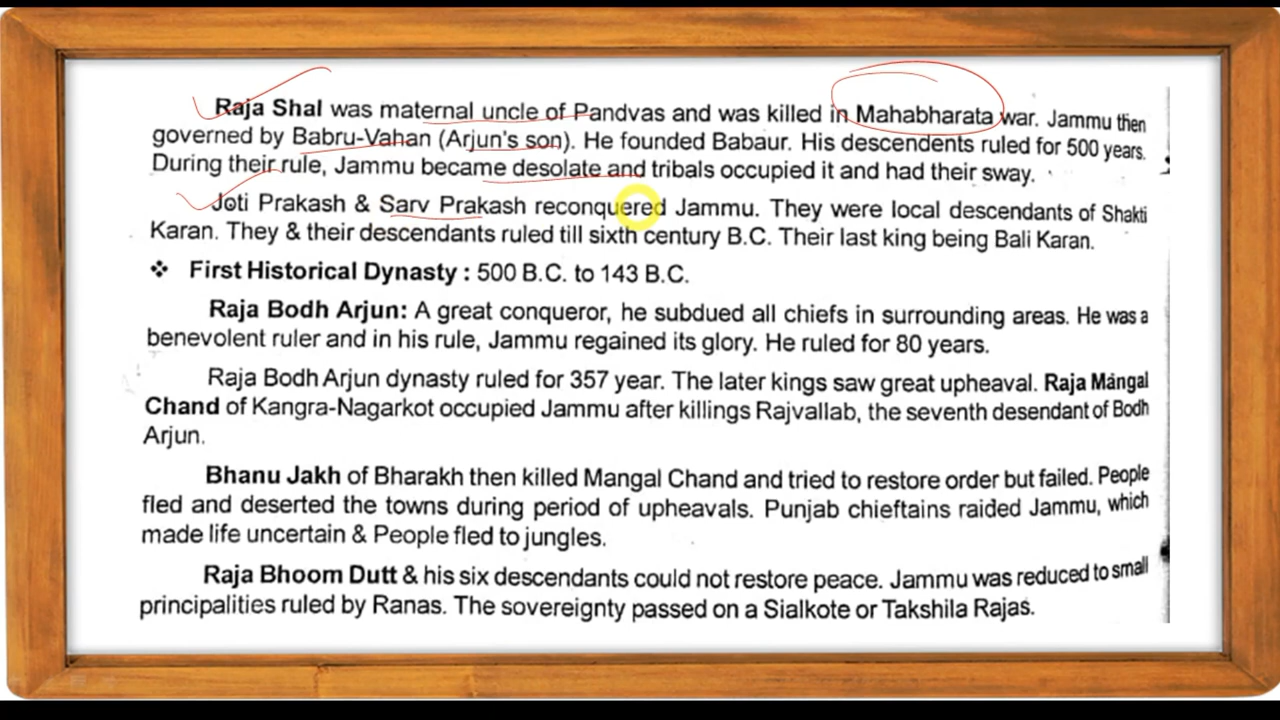 Raja Shal was maternal uncle of Pandvas and was killed in Mahabharata war. Jammu then
governed by Babru-Vahan (Arjun's son). He founded Babaur. His descendents ruled for 500 years.
During their rule, Jammu became desolate and tribals occupied it and had their sway.
Joti Prakash & Sarv Prakash reconquered Jammu. They were local descendants of Shakti
Karan. They & their descendants ruled till sixth century B.C. Their last king being Bali Karan.
❖ First Historical Dynasty : 500 B.C. to 143 B.C.
Raja Bodh Arjun: A great conqueror, he subdued all chiefs in surrounding areas. He was a
benevolent ruler and in his rule, Jammu regained its glory. He ruled for 80 years.
Raja Bodh Arjun dynasty ruled for 357 year. The later kings saw great upheaval. Raja Mangal
Chand of Kangra-Nagarkot occupied Jammu after killings Rajvallab, the seventh desendant of Bodh
Arjun.
Bhanu Jakh of Bharakh then killed Mangal Chand and tried to restore order but failed. People
fled and deserted the towns during period of upheavals. Punjab chieftains raided Jammu, which
made life uncertain & People fled to jungles.
Raja Bhoom Dutt & his six descendants could not restore peace. Jammu was reduced to small
principalities ruled by Ranas. The sovereignty passed on a Sialkote or Takshila Rajas.